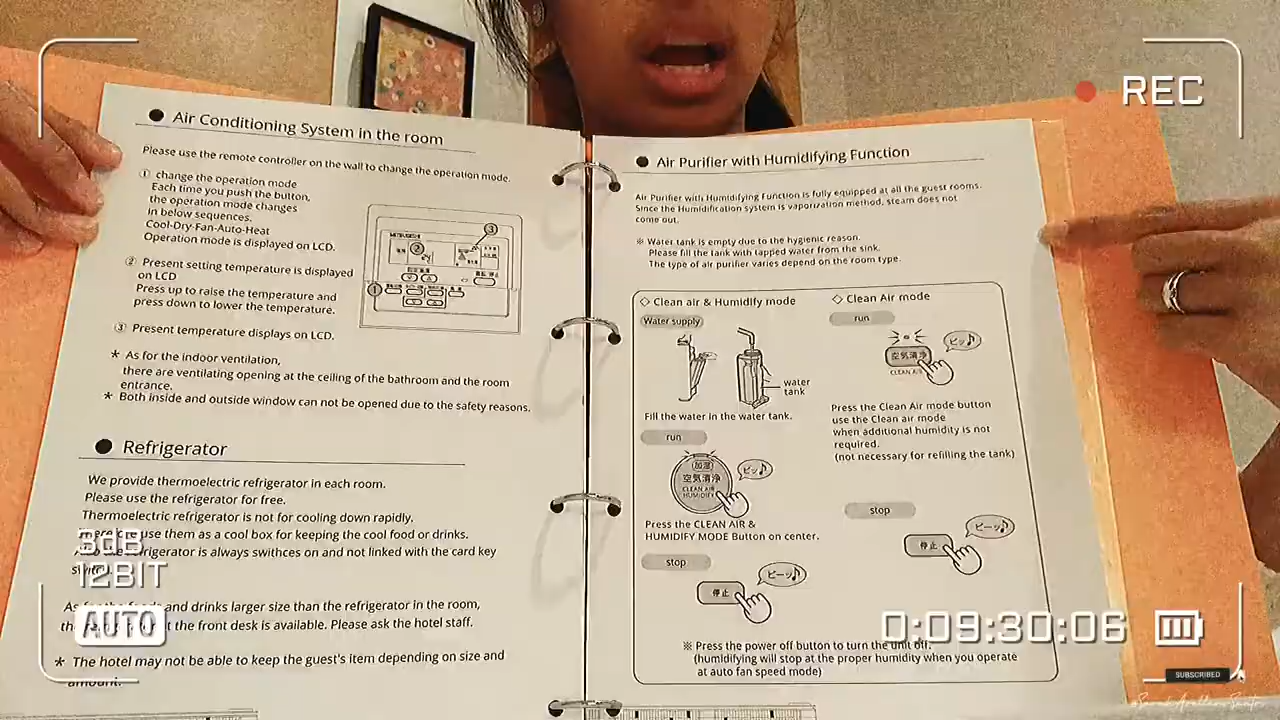 ● Air Conditioning System in the room
Please use the remote controller on the wall to change the operation mode.
① change the operation mode
Each time you push the button,
the operation mode changes
in below sequences.
Cool-Dry-Fan-Auto-Heat
Operation mode is displayed on LCD.
② Present setting temperature is displayed
on LCD
Press up to raise the temperature and
press down to lower the temperature.
③ Present temperature displays on LCD.
MITSUBISHI
③
②
①
* As for the indoor ventilation,
there are ventilating opening at the ceiling of the bathroom and the room
entrance.
* Both inside and outside window can not be opened due to the safety reasons.
● Refrigerator
We provide thermoelectric refrigerator in each room.
Please use the refrigerator for free.
Thermoelectric refrigerator is not for cooling down rapidly.
use them as a cool box for keeping the cool food or drinks.
refrigerator is always swithces on and not linked with the card key
As for the and drinks larger size than the refrigerator in the room,
the front desk is available. Please ask the hotel staff.
* The hotel may not be able to keep the guest's item depending on size and
amount.
● Air Purifier with Humidifying Function
Air Purifier with Humidifying Function is fully equipped at all the guest rooms.
Since the Humidification system is vaporization method, steam does not
come out.
※ Water tank is empty due to the hygienic reason.
Please fill the tank with tapped water from the sink.
The type of air purifier varies depend on the room type.
◇ Clean air & Humidify mode
Water supply
water
tank
Fill the water in the water tank.
run
加湿
空気清浄
CLEAN AIR
HUMIDIFY
ピッ♪
Press the CLEAN AIR &
HUMIDIFY MODE Button on center.
stop
停止
ピーッ♪
◇ Clean Air mode
run
空気清浄
CLEAN AIR
ピッ♪
Press the Clean Air mode button
use the Clean air mode
when additional humidity is not
required.
(not necessary for refilling the tank)
stop
停止
ピーッ♪
※ Press the power off button to turn the unit off.
(humidifying will stop at the proper humidity when you operate
at auto fan speed mode)
REC
3dB
12BIT
AUTO
0:09:30:06
SUBSCRIBED